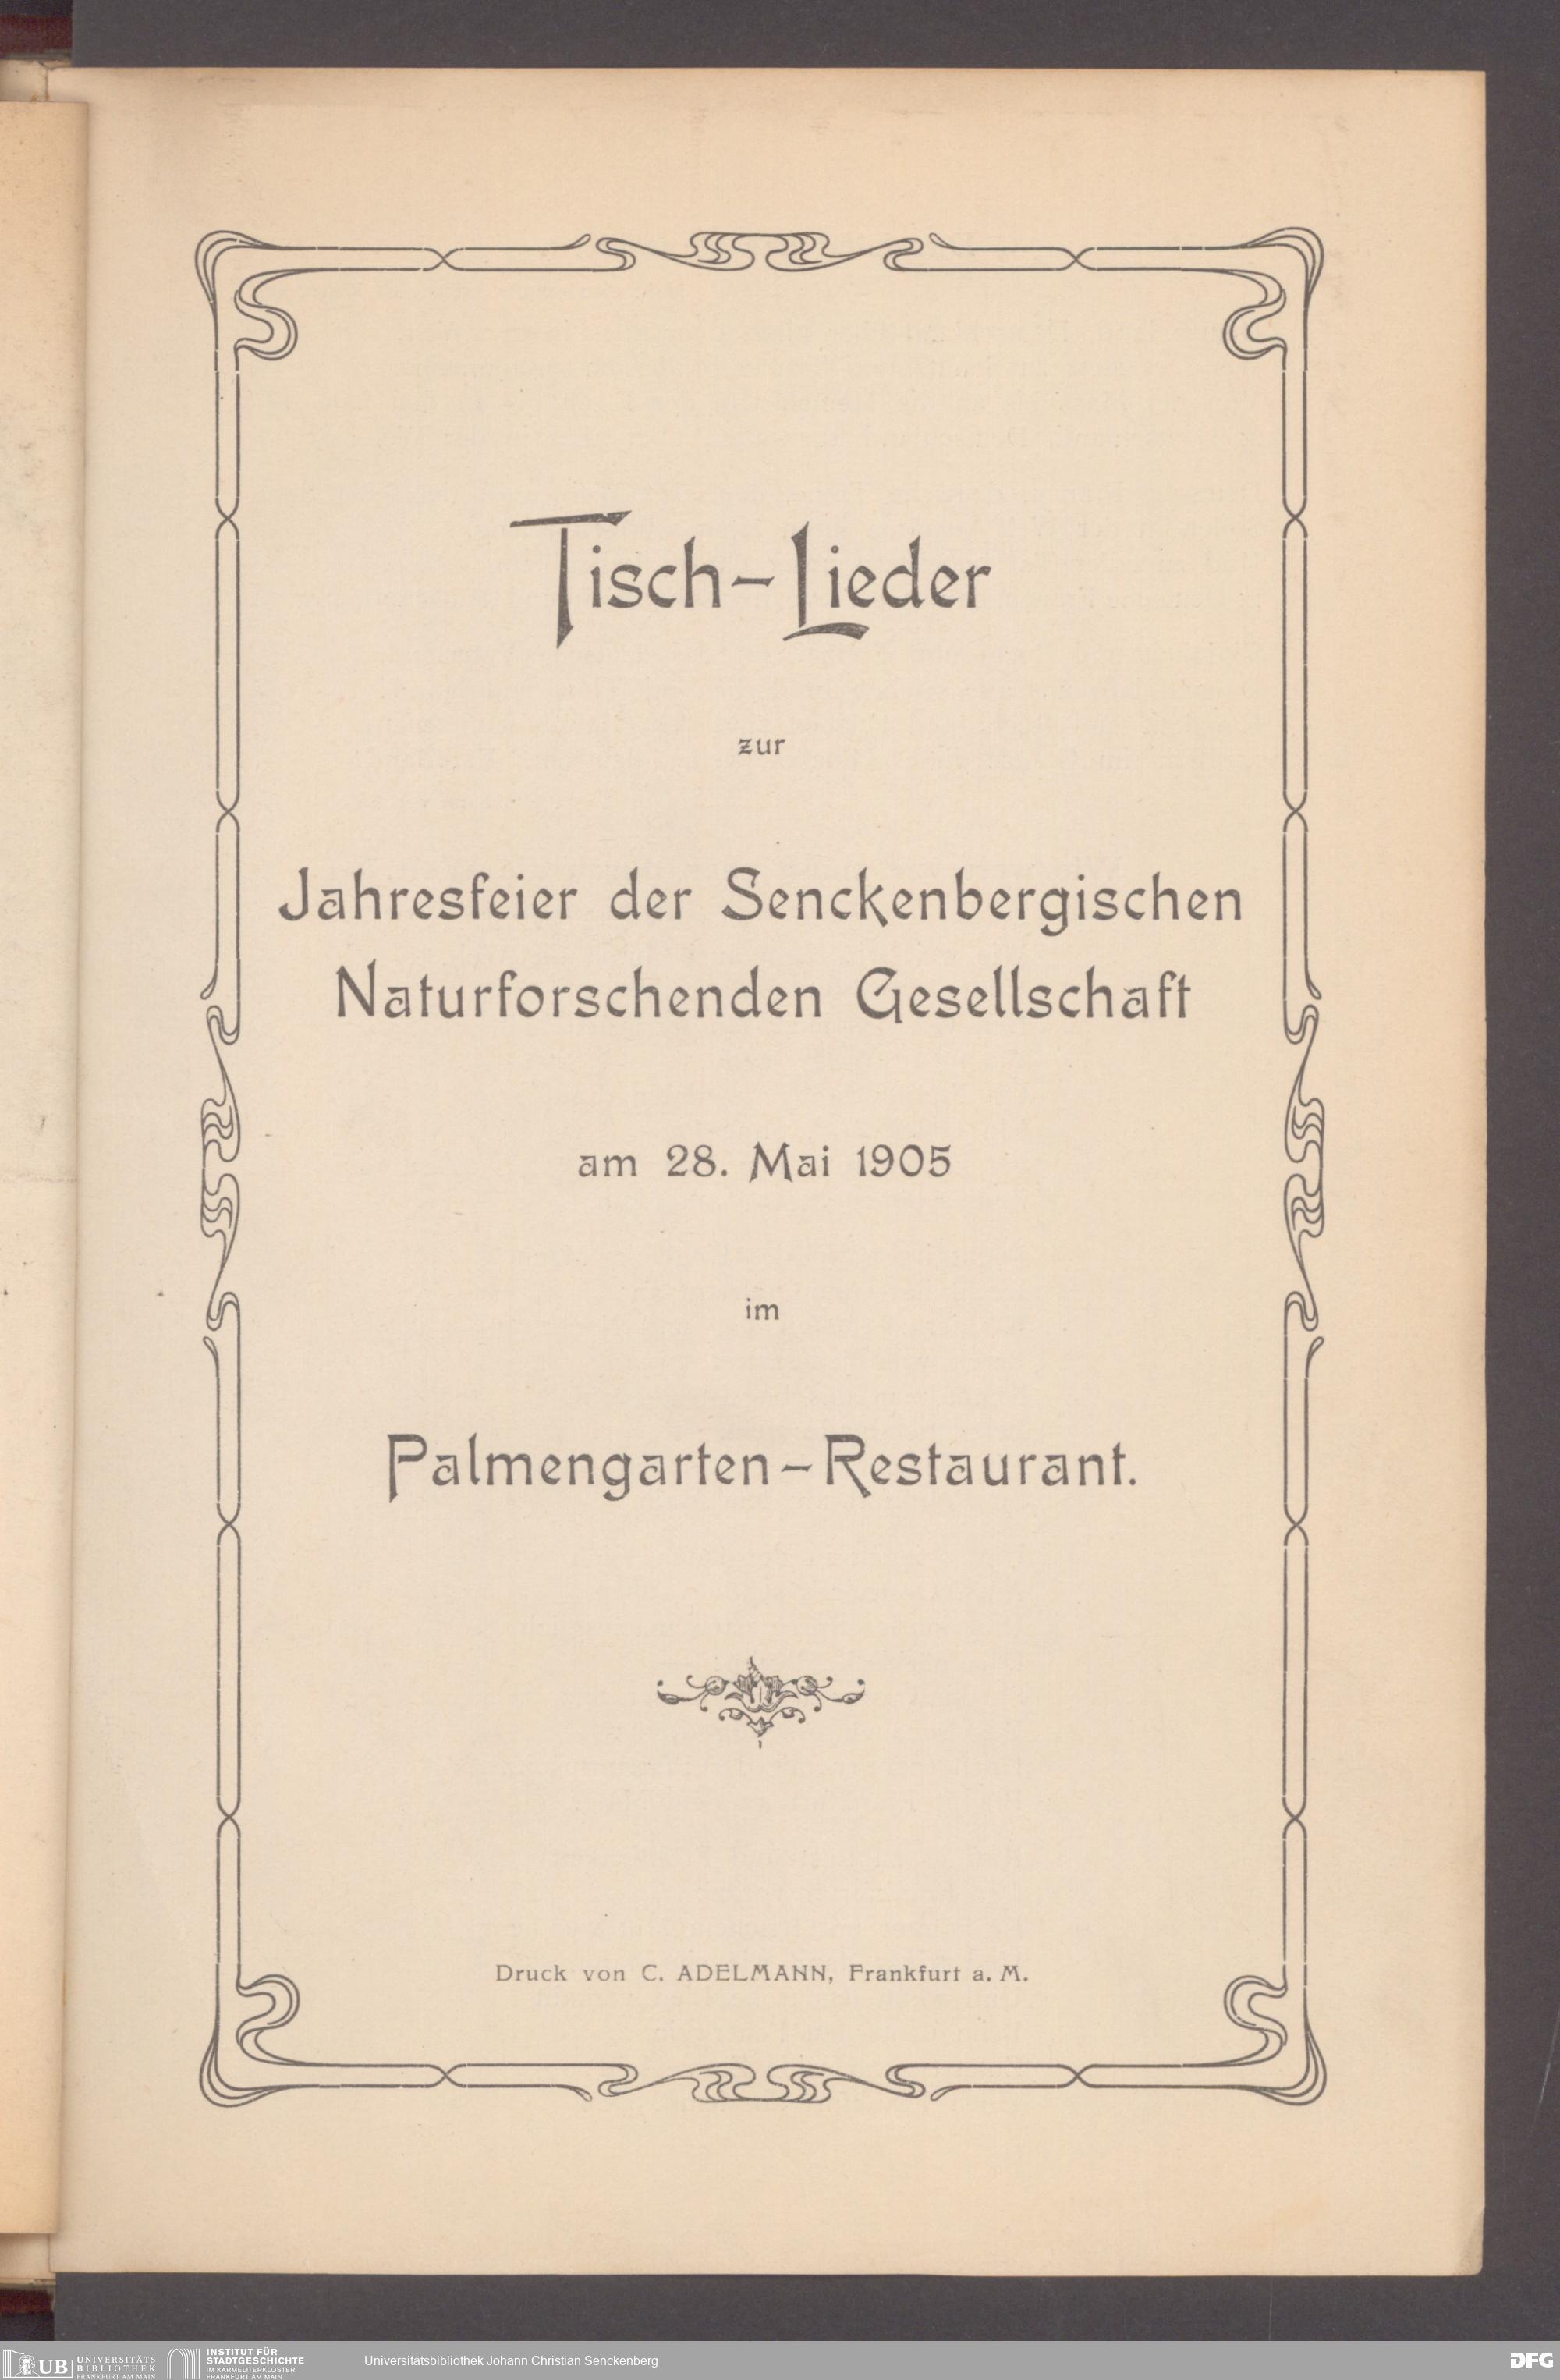 Tisch-Lieder
zur
Jahresfeier der Senckenbergischen
Naturforschenden Gesellschaft
am 28. Mai 1905
im
Palmengarten-Restaurant.
Druck von C. ADELMANN, Frankfurt a. M.
UB
UNIVERSITÄTS
BIBLIOTHEK
FRANKFURT AM MAIN
INSTITUT FÜR
STADTGESCHICHTE
IM KARMELITERKLOSTER
FRANKFURT AM MAIN
Universitätsbibliothek Johann Christian Senckenberg
DFG